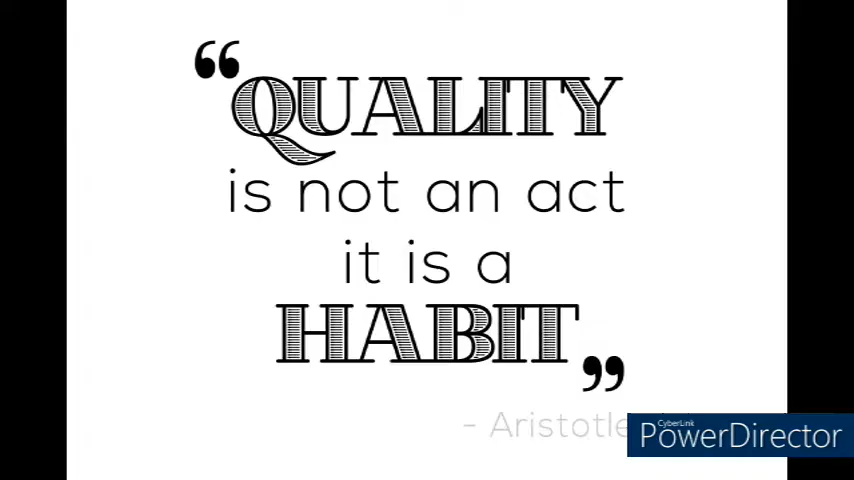 “QUALITY
is not an act
it is a
HABIT”
- Aristotle
CyberLink
PowerDirector